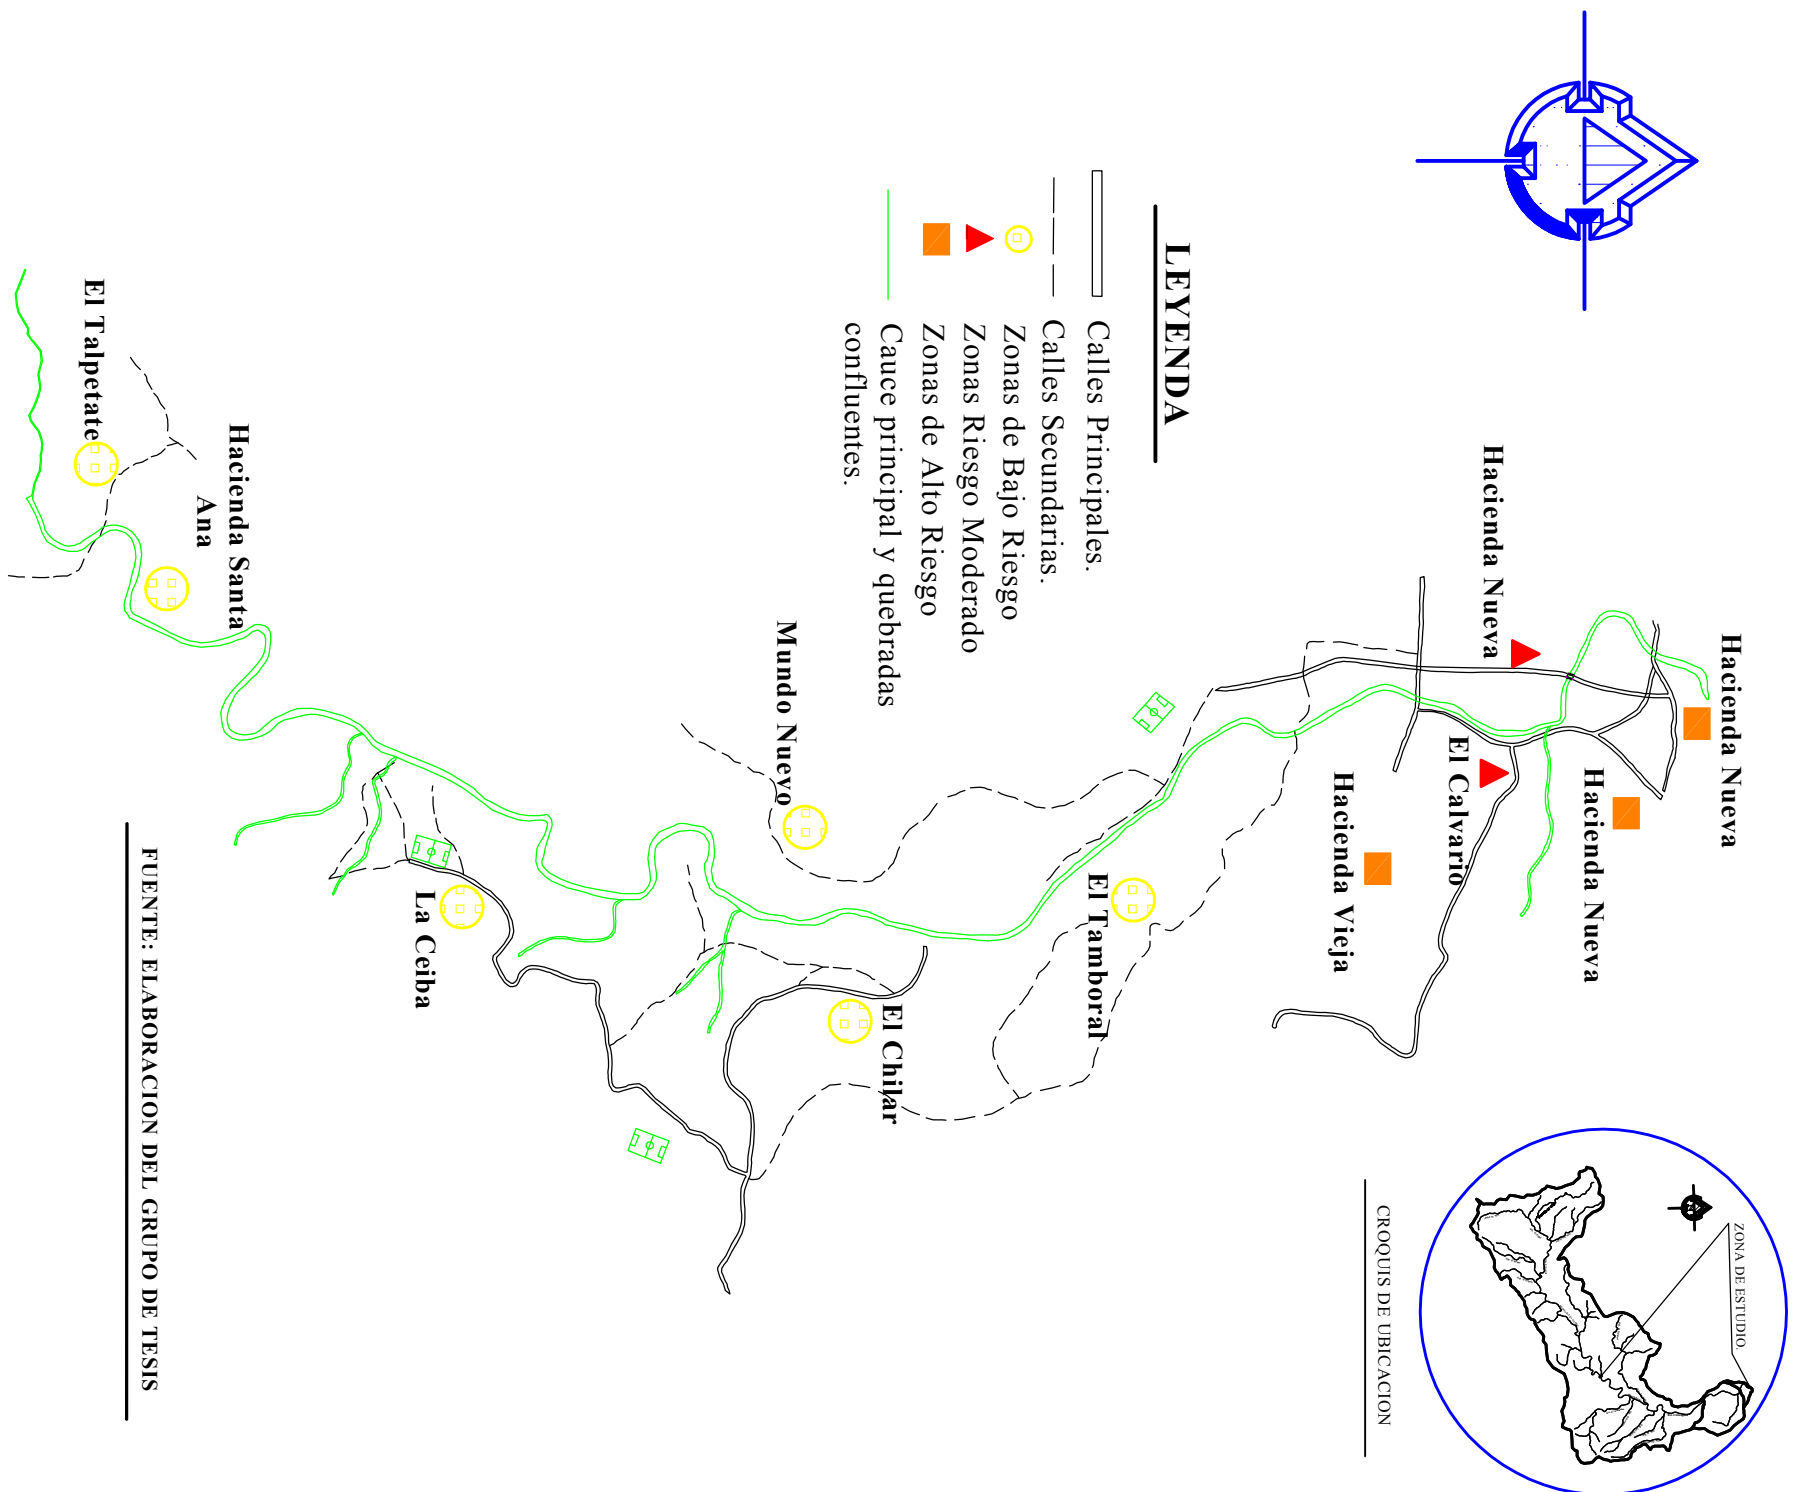 LEYENDA
Calles Principales.
Calles Secundarias.
Zonas de Bajo Riesgo
Zonas Riesgo Moderado
Zonas de Alto Riesgo
Cauce principal y quebradas
confluentes.
Hacienda Nueva
Hacienda Nueva
Hacienda Nueva
El Calvario
Hacienda Vieja
El Tamboral
El Chilar
Mundo Nuevo
La Ceiba
Hacienda Santa
Ana
El Talpetate
ZONA DE ESTUDIO.
CROQUIS DE UBICACION
FUENTE: ELABORACION DEL GRUPO DE TESIS